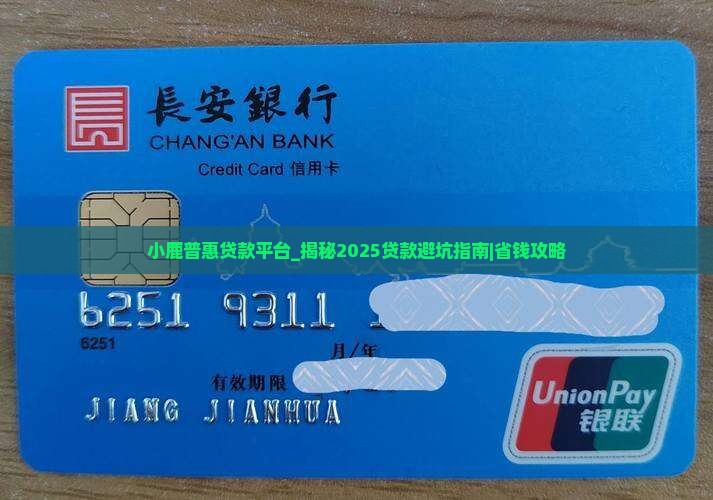 長安銀行
CHANG'AN BANK
Credit Card 信用卡
小鹿普惠贷款平台_揭秘2025贷款避坑指南|省钱攻略
6251 9311 1
6251
月/年
有效期限
JIANG JIANHUA
UnionPay
银联